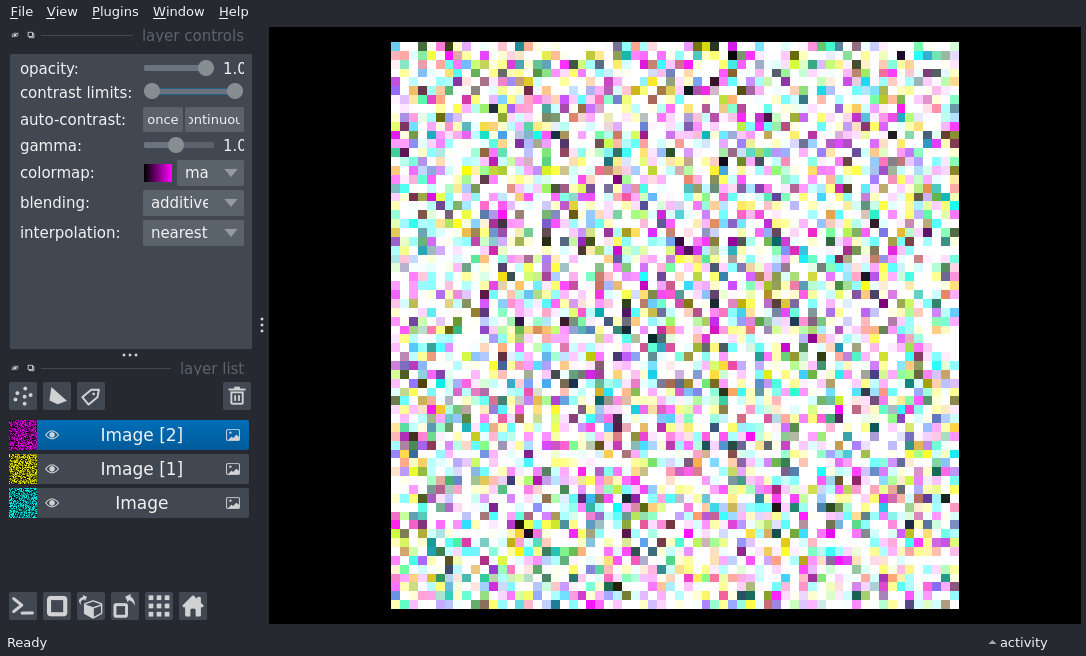 File View Plugins Window Help
layer controls
opacity: 1.0
contrast limits:
auto-contrast: once ontinuou
gamma: 1.0
colormap: ma
blending: additive
interpolation: nearest
layer list
Image [2]
Image [1]
Image
Ready activity